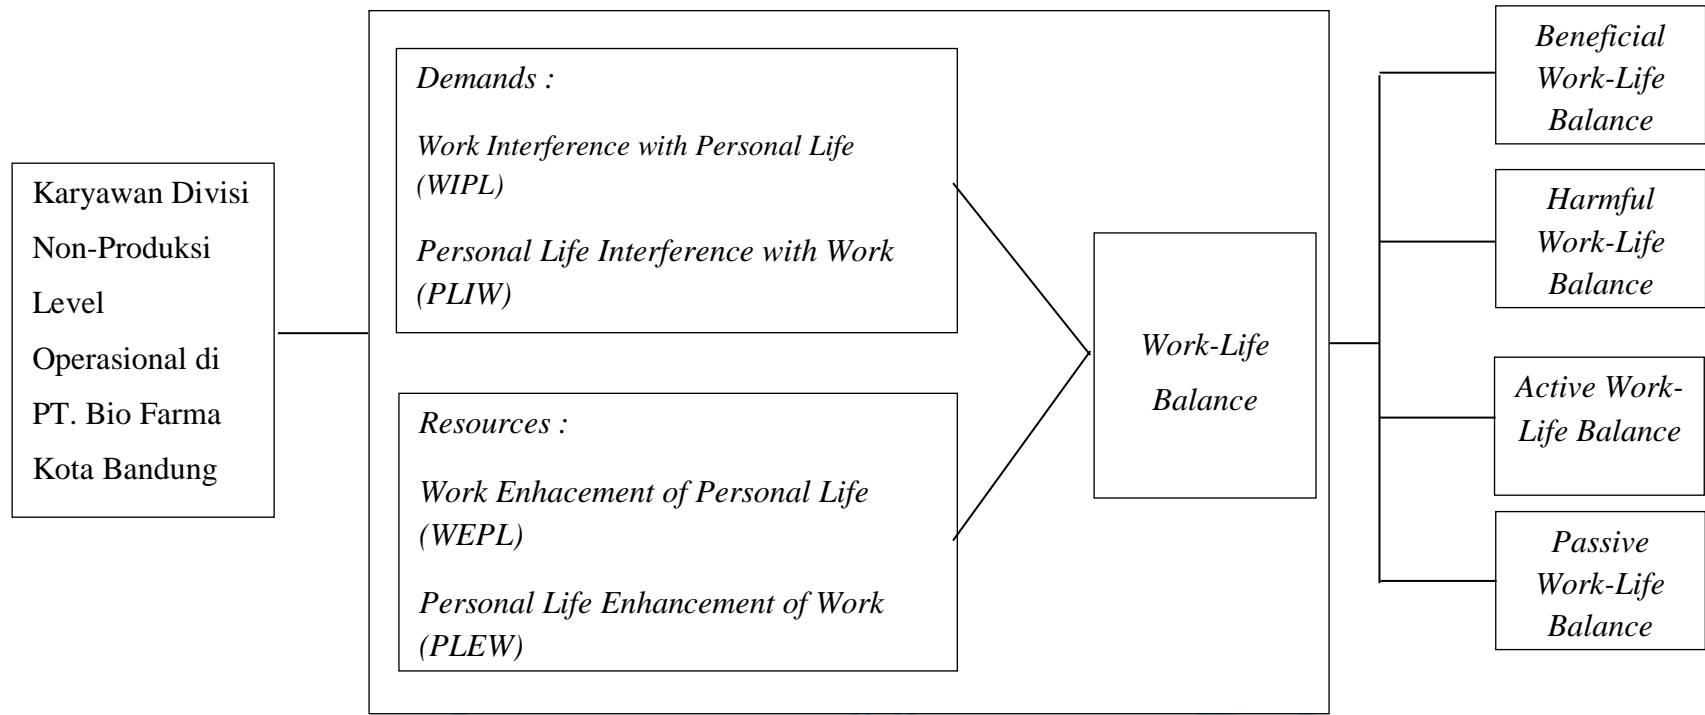 Karyawan Divisi
Non-Produksi
Level
Operasional di
PT. Bio Farma
Kota Bandung
Demands :
Work Interference with Personal Life
(WIPL)
Personal Life Interference with Work
(PLIW)
Resources :
Work Enhacement of Personal Life
(WEPL)
Personal Life Enhancement of Work
(PLEW)
Work-Life
Balance
Beneficial
Work-Life
Balance
Harmful
Work-Life
Balance
Active Work-
Life Balance
Passive
Work-Life
Balance